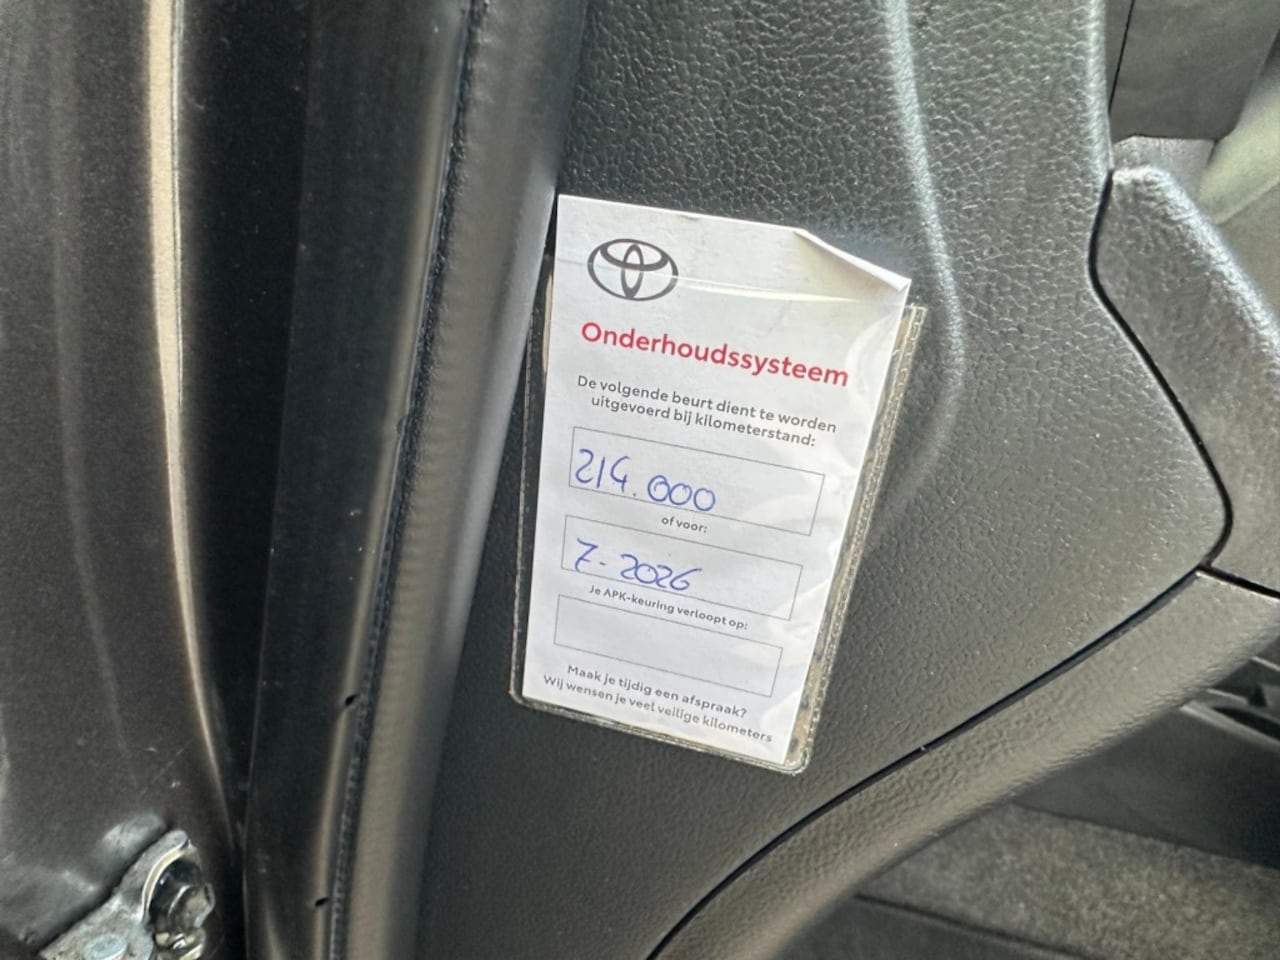 Onderhoudssysteem
De volgende beurt dient te worden
uitgevoerd bij kilometerstand:
214.000
of voor:
7-2026
Je APK-keuring verloopt op:
Maak je tijdig een afspraak?
Wij wensen je veel veilige kilometers